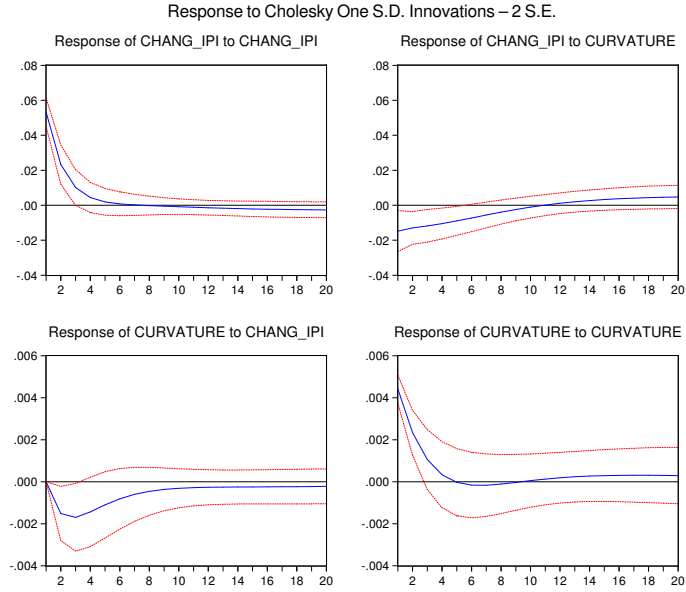 Response to Cholesky One S.D. Innovations – 2 S.E.
Response of CHANG_IPI to CHANG_IPI
.08
.06
.04
.02
.00
-.02
-.04
2 4 6 8 10 12 14 16 18 20
Response of CHANG_IPI to CURVATURE
.08
.06
.04
.02
.00
-.02
-.04
2 4 6 8 10 12 14 16 18 20
Response of CURVATURE to CHANG_IPI
.006
.004
.002
.000
-.002
-.004
2 4 6 8 10 12 14 16 18 20
Response of CURVATURE to CURVATURE
.006
.004
.002
.000
-.002
-.004
2 4 6 8 10 12 14 16 18 20